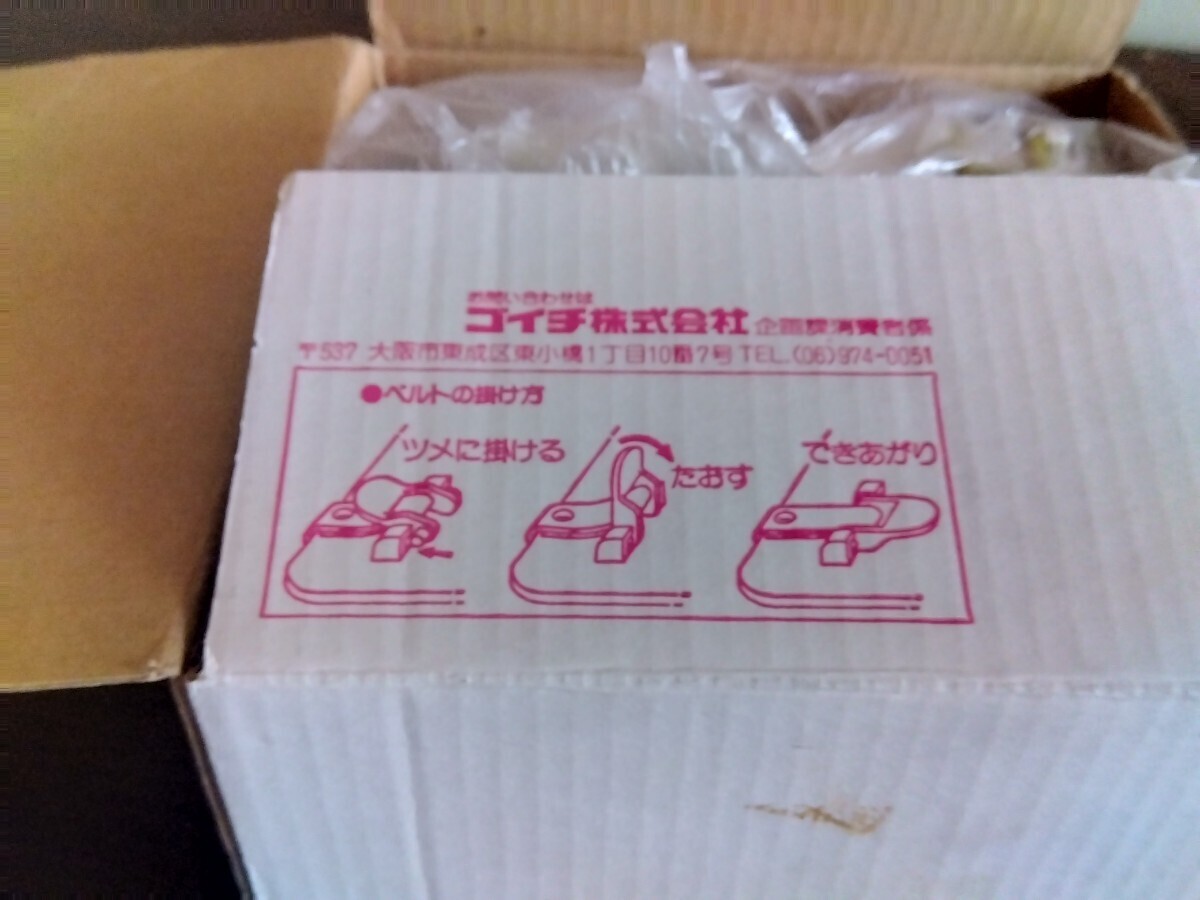 お問い合わせは
ゴイチ株式会社 企画課消費者係
〒537 大阪市東成区東小橋1丁目10番7号 TEL.(06)974-0051
●ベルトの掛け方
ツメに掛ける
たおす
できあがり